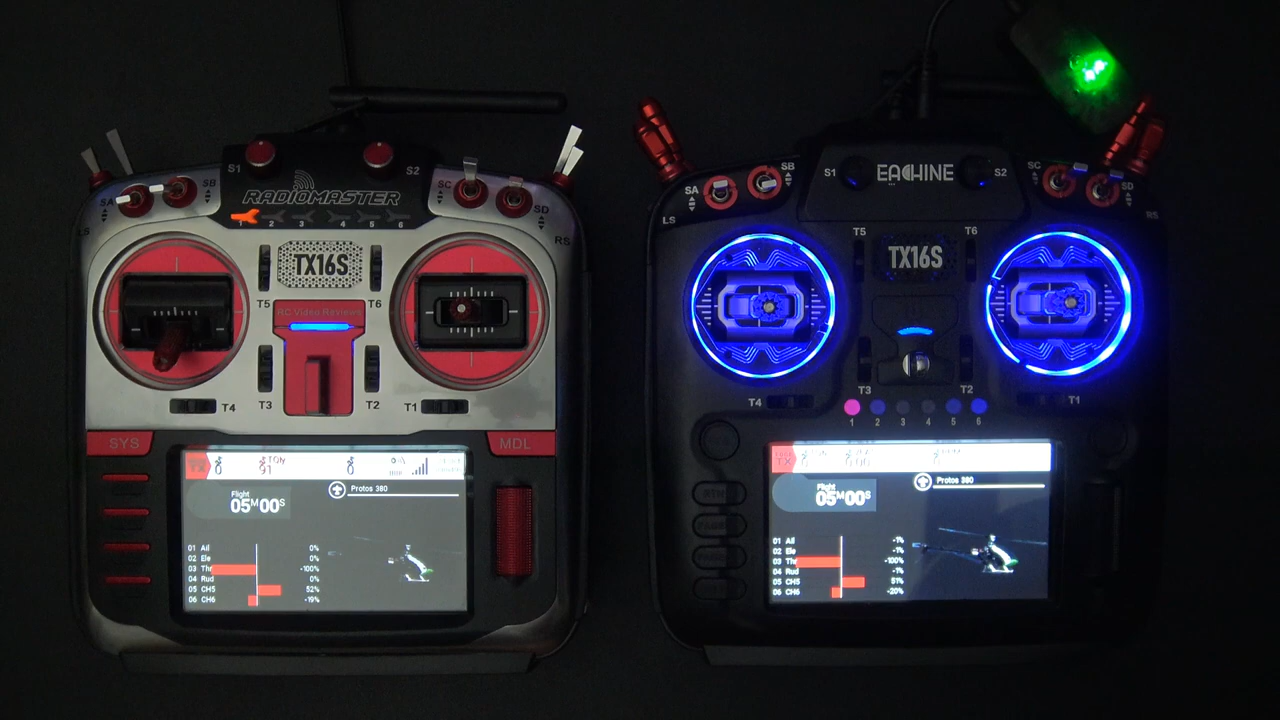 S1
S2
SB
SA
LS
RADIOMASTER
1 2 3 4 5 6
SC
SD
RS
TX16S
T5
T6
RC Video Reviews
T3
T2
T4
T1
SYS
MDL
TX
91
Flight
05M00S
Protos 380
01 Ail 0%
02 Ele 0%
03 Thr -100%
04 Rud 0%
05 CH5 52%
06 CH6 -19%
SA
SB
LS
S1
EACHINE
S2
SC
SD
RS
T5
TX16S
T6
T3
T2
T4
T1
1 2 3 4 5 6
TX
Flight
05M00S
Protos 380
01 Ail -1%
02 Ele -1%
03 Thr -100%
04 Rud -1%
05 CH5 51%
06 CH6 -20%